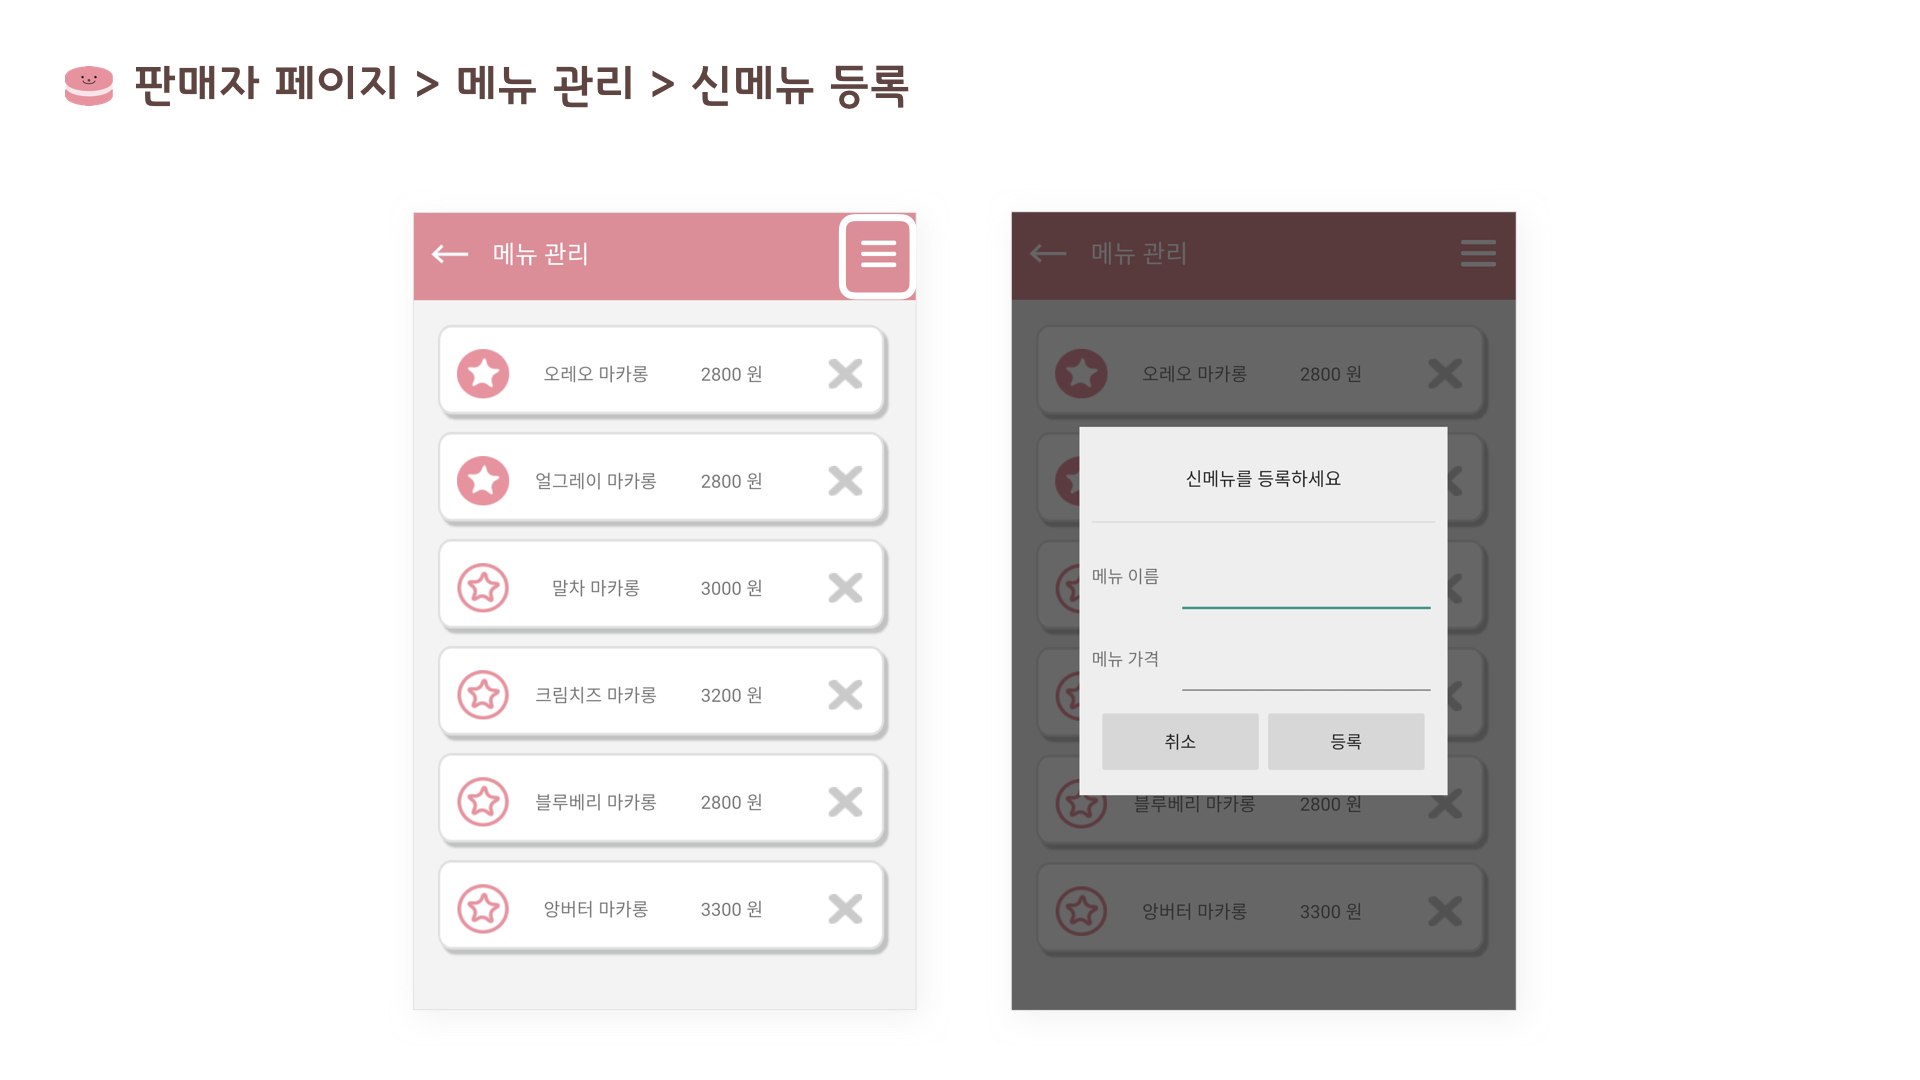 판매자 페이지 > 메뉴 관리 > 신메뉴 등록
메뉴 관리
오레오 마카롱 2800 원
얼그레이 마카롱 2800 원
말차 마카롱 3000 원
크림치즈 마카롱 3200 원
블루베리 마카롱 2800 원
앙버터 마카롱 3300 원
메뉴 관리
오레오 마카롱 2800 원
신메뉴를 등록하세요
메뉴 이름
메뉴 가격
취소 등록
블루베리 마카롱 2800 원
앙버터 마카롱 3300 원